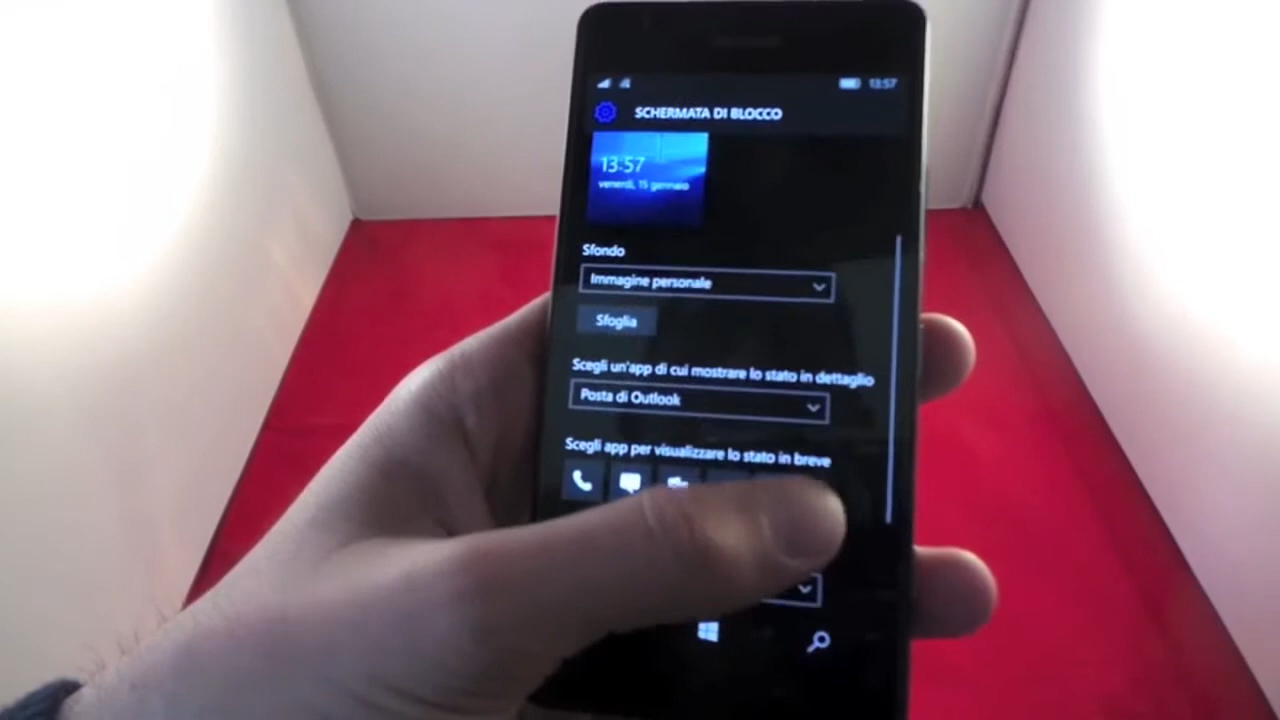 13:57
SCHERMATA DI BLOCCO
13:57
venerdì, 15 gennaio
Sfondo
Immagine personale
Sfoglia
Scegli un'app di cui mostrare lo stato in dettaglio
Posta di Outlook
Scegli app per visualizzare lo stato in breve